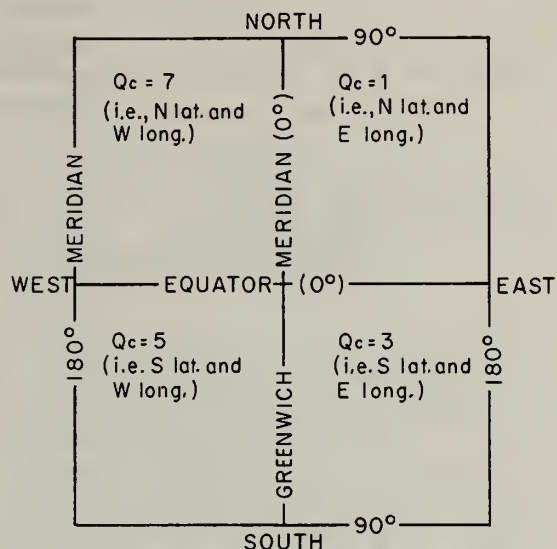 NORTH
90°
Qc = 7
(i.e., N lat. and
W long.)
Qc = 1
(i.e., N lat. and
E long.)
MERIDIAN
MERIDIAN (0°)
WEST
EQUATOR (0°)
EAST
180°
Qc = 5
(i.e. S lat. and
W long.)
GREENWICH
Qc = 3
(i.e. S lat. and
E long.)
180°
90°
SOUTH